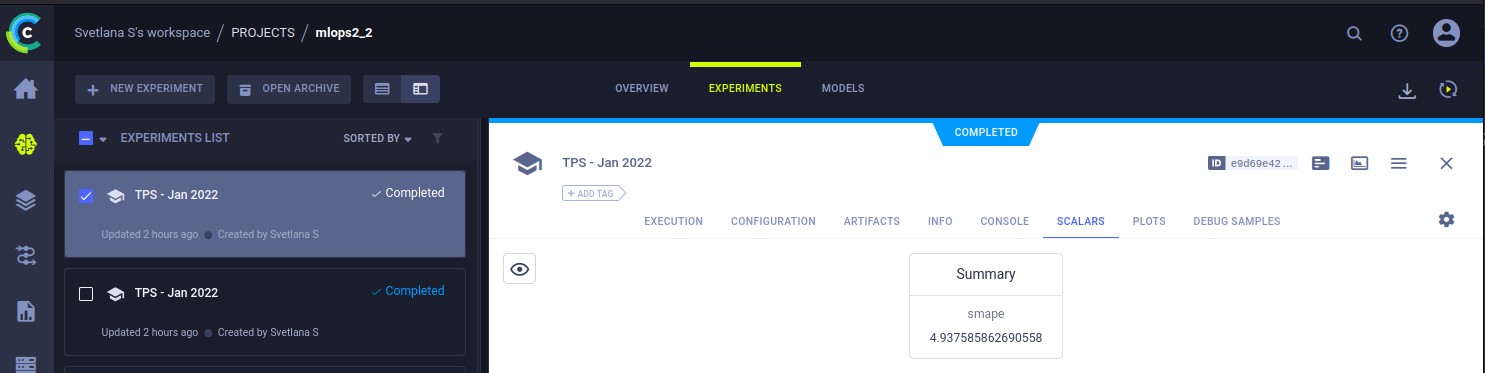 Svetlana S's workspace / PROJECTS / mlops2_2
+ NEW EXPERIMENT OPEN ARCHIVE OVERVIEW EXPERIMENTS MODELS
EXPERIMENTS LIST SORTED BY
TPS - Jan 2022 Completed
Updated 2 hours ago Created by Svetlana S
TPS - Jan 2022 Completed
Updated 2 hours ago Created by Svetlana S
COMPLETED
TPS - Jan 2022 ID e9d69e42...
+ ADD TAG
EXECUTION CONFIGURATION ARTIFACTS INFO CONSOLE SCALARS PLOTS DEBUG SAMPLES
Summary
smape
4.937585862690558